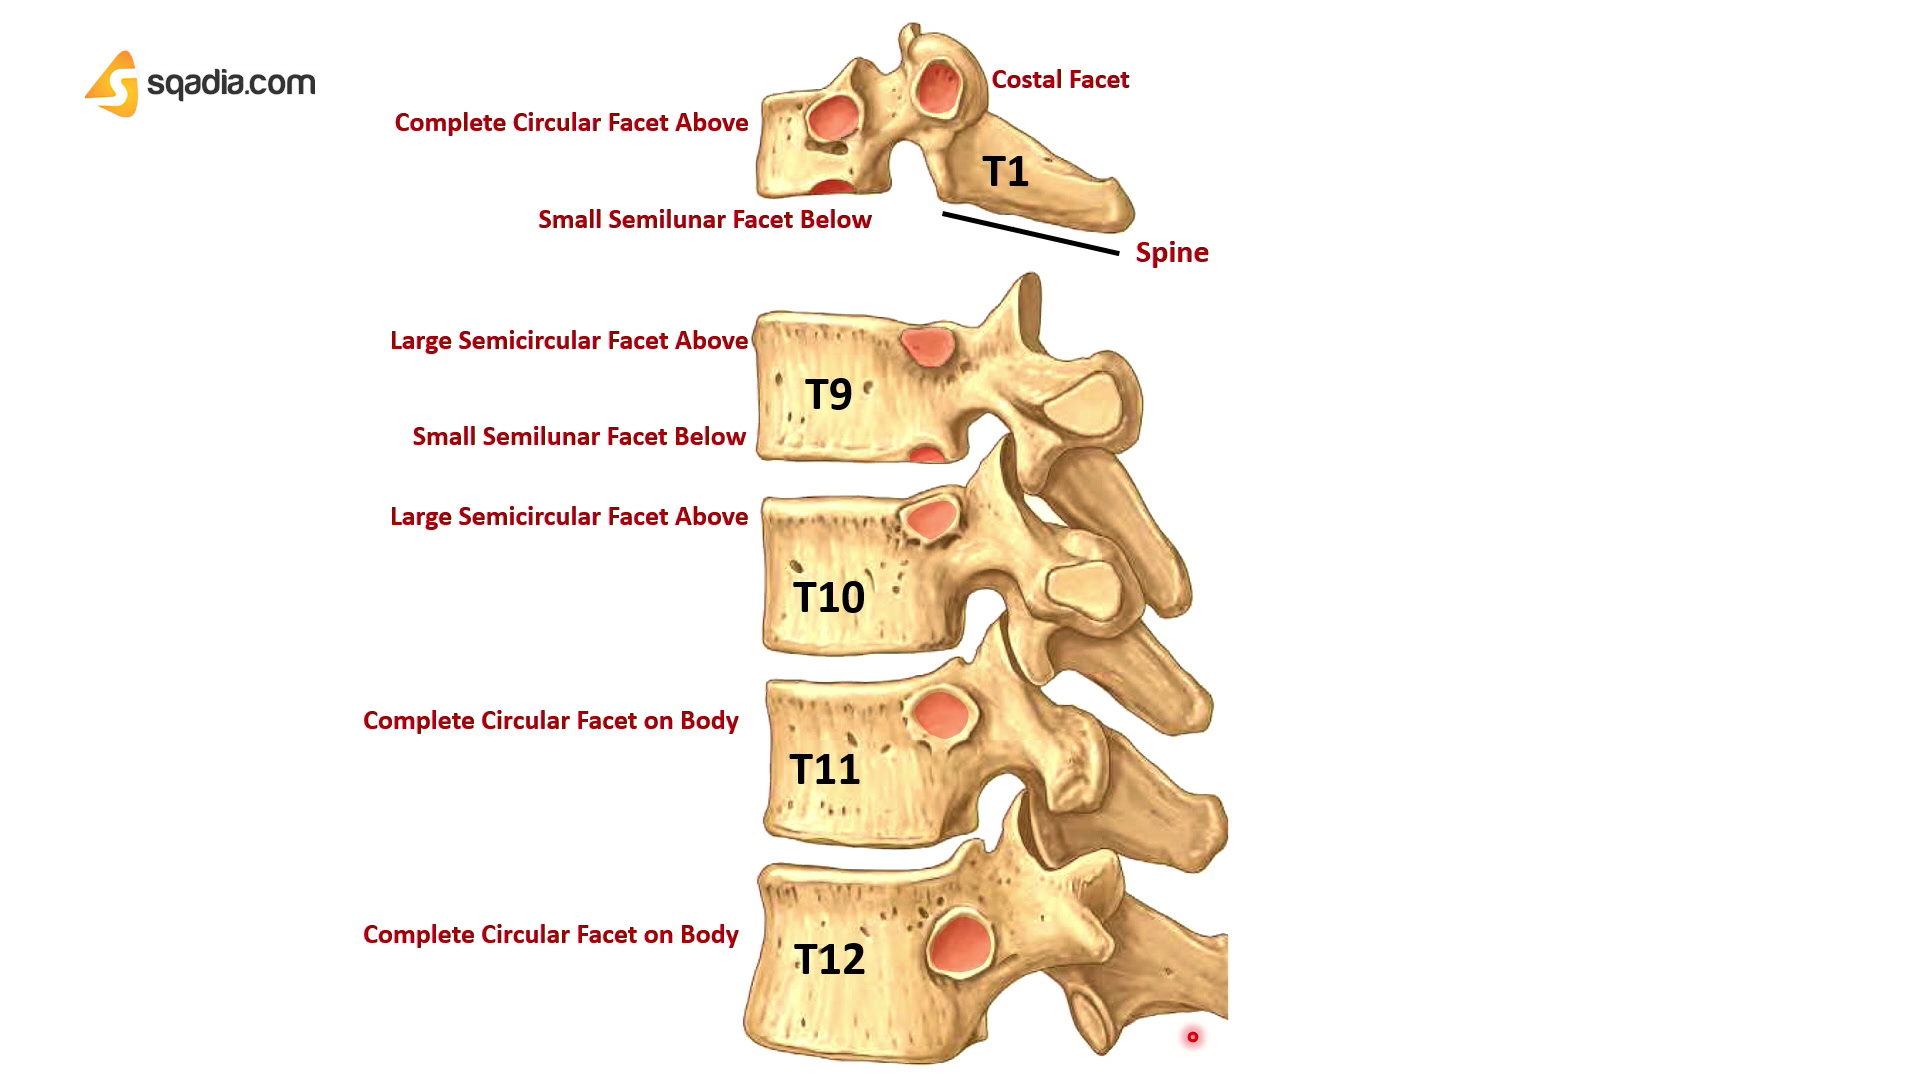 sqadia.com
Costal Facet
Complete Circular Facet Above
T1
Small Semilunar Facet Below
Spine
Large Semicircular Facet Above
T9
Small Semilunar Facet Below
Large Semicircular Facet Above
T10
Complete Circular Facet on Body
T11
Complete Circular Facet on Body
T12